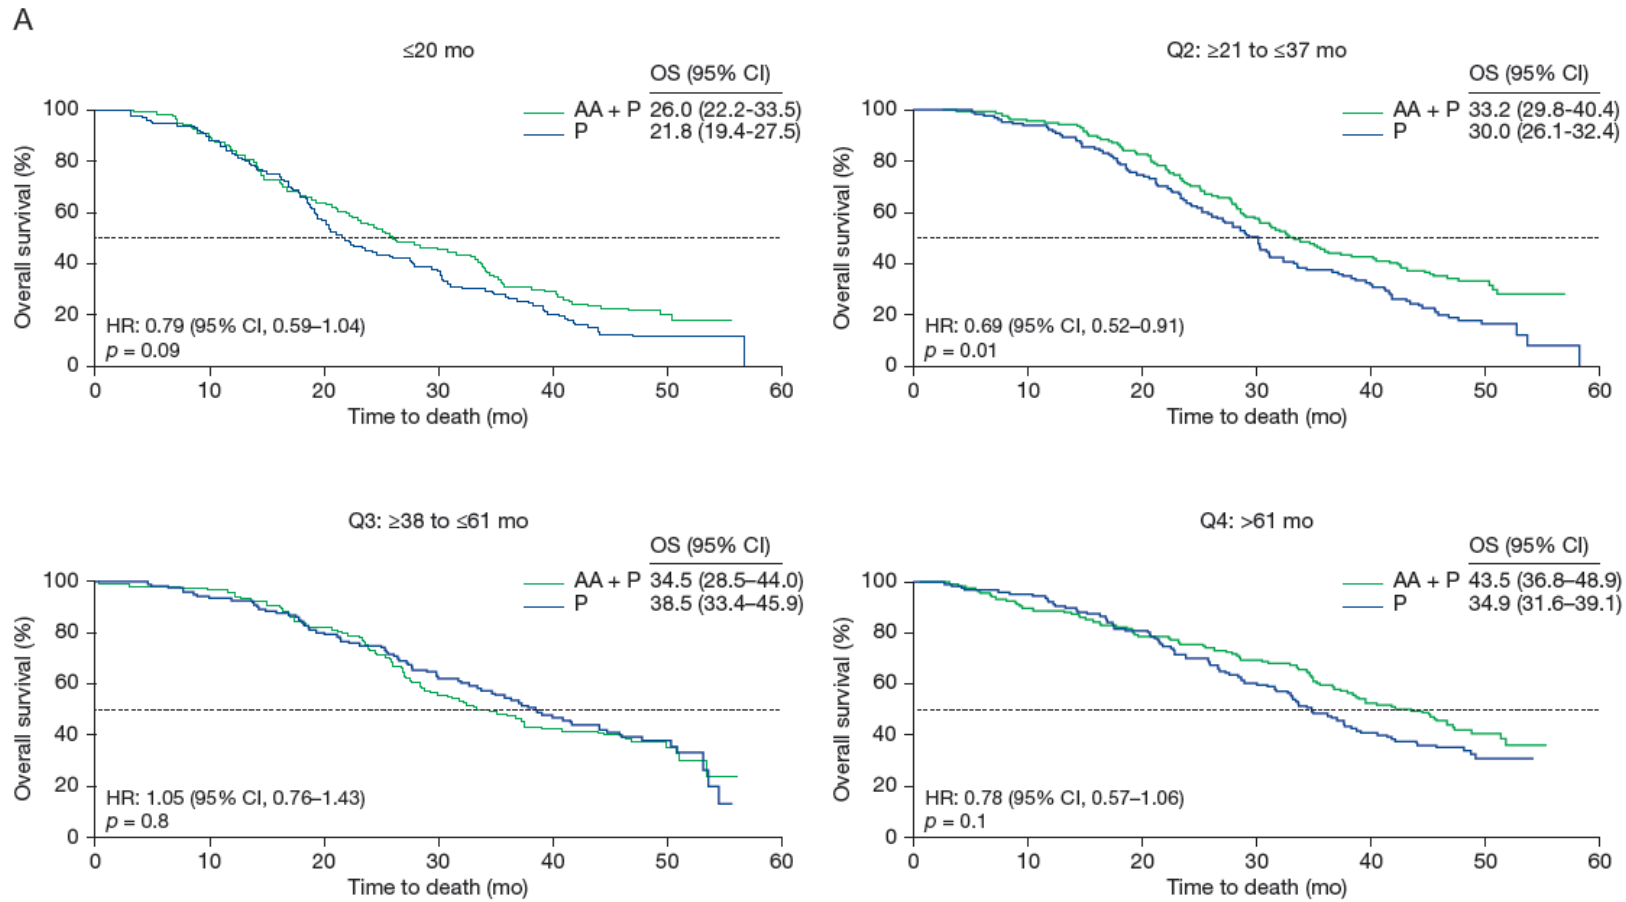 A
≤20 mo
OS (95% CI)
AA + P 26.0 (22.2-33.5)
P 21.8 (19.4-27.5)
100
80
60
40
20
0
Overall survival (%)
HR: 0.79 (95% CI, 0.59–1.04)
p = 0.09
0 10 20 30 40 50 60
Time to death (mo)
Q2: ≥21 to ≤37 mo
OS (95% CI)
AA + P 33.2 (29.8-40.4)
P 30.0 (26.1-32.4)
100
80
60
40
20
0
Overall survival (%)
HR: 0.69 (95% CI, 0.52–0.91)
p = 0.01
0 10 20 30 40 50 60
Time to death (mo)
Q3: ≥38 to ≤61 mo
OS (95% CI)
AA + P 34.5 (28.5–44.0)
P 38.5 (33.4–45.9)
100
80
60
40
20
0
Overall survival (%)
HR: 1.05 (95% CI, 0.76–1.43)
p = 0.8
0 10 20 30 40 50 60
Time to death (mo)
Q4: >61 mo
OS (95% CI)
AA + P 43.5 (36.8–48.9)
P 34.9 (31.6–39.1)
100
80
60
40
20
0
Overall survival (%)
HR: 0.78 (95% CI, 0.57–1.06)
p = 0.1
0 10 20 30 40 50 60
Time to death (mo)